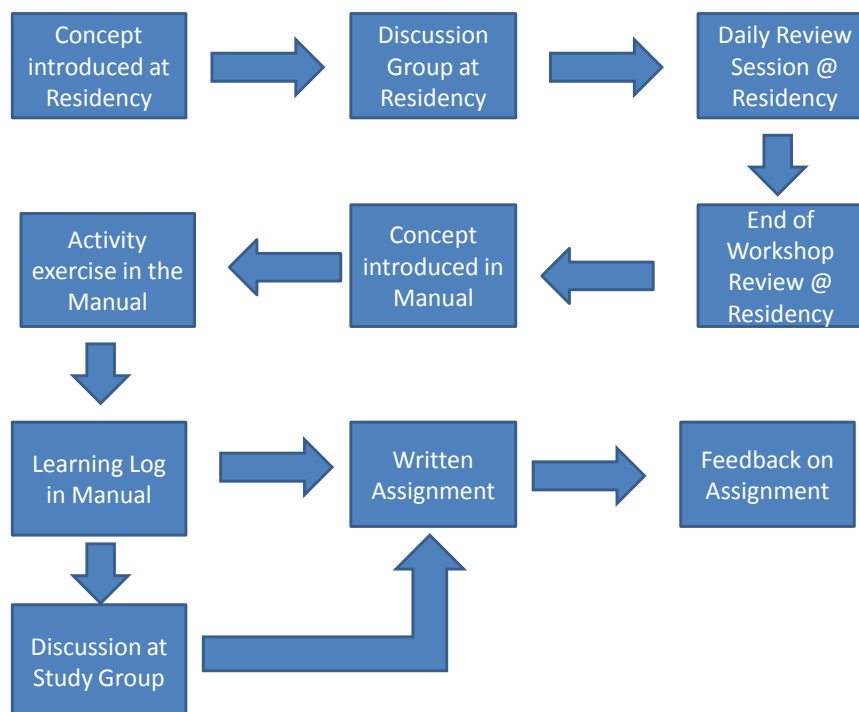 Concept
introduced at
Residency
Discussion
Group at
Residency
Daily Review
Session @
Residency
End of
Workshop
Review @
Residency
Concept
introduced in
Manual
Activity
exercise in the
Manual
Learning Log
in Manual
Written
Assignment
Feedback on
Assignment
Discussion at
Study Group